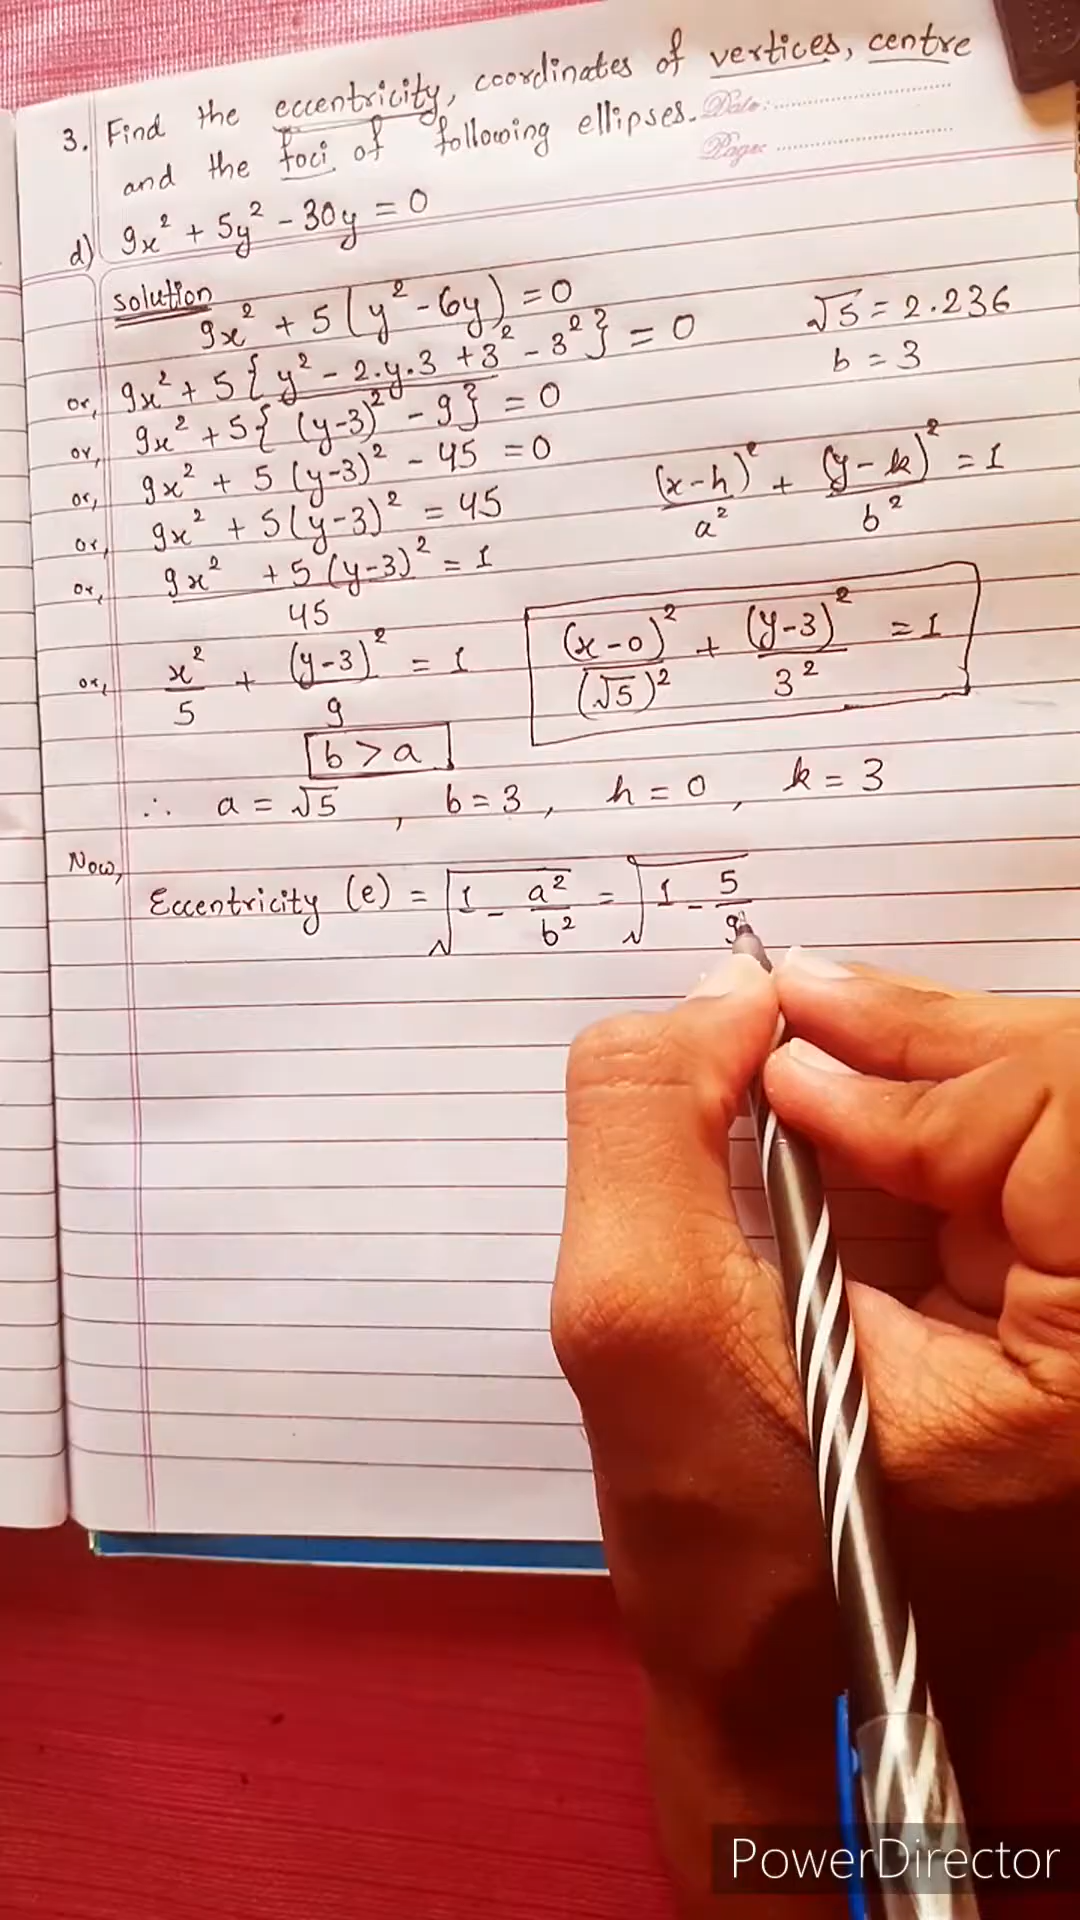 3. Find the eccentricity, coordinates of vertices, centre
and the foci of following ellipses.
Date:
Page:
d) 9x² + 5y² - 30y = 0
solution
9x² + 5(y² - 6y) = 0
or, 9x² + 5{y² - 2.y.3 + 3² - 3²} = 0
or, 9x² + 5{(y-3)² - 9} = 0
or, 9x² + 5(y-3)² - 45 = 0
or, 9x² + 5(y-3)² = 45
or, 9x² + 5(y-3)² / 45 = 1
or, x²/5 + (y-3)²/9 = 1
√5 = 2.236
b = 3
(x-h)²/a² + (y-k)²/b² = 1
(x-0)²/(√5)² + (y-3)²/3² = 1
b > a
∴ a = √5, b = 3, h = 0, k = 3
Now,
Eccentricity (e) = √(1 - a²/b²) = √(1 - 5/9)
PowerDirector